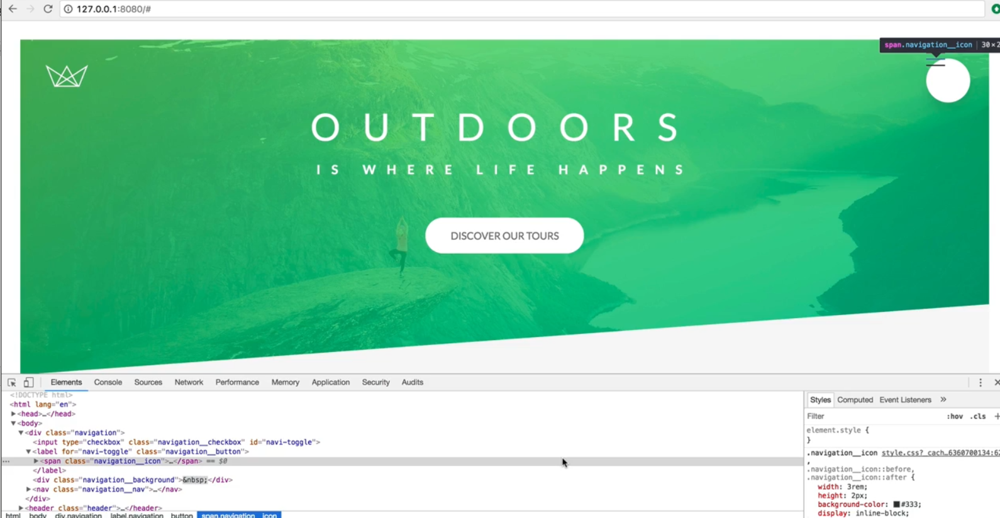 127.0.0.1:8080/#
span.navigation__icon | 30×2
OUTDOORS
IS WHERE LIFE HAPPENS
DISCOVER OUR TOURS
Elements Console Sources Network Performance Memory Application Security Audits
<!DOCTYPE html>
<html lang="en">
▶<head>…</head>
▼<body>
▼<div class="navigation">
<input type="checkbox" class="navigation__checkbox" id="navi-toggle">
▼<label for="navi-toggle" class="navigation__button">
… ▶<span class="navigation__icon">…</span> == $0
</label>
<div class="navigation__background">&nbsp;</div>
▶<nav class="navigation__nav">…</nav>
</div>
▶<header class="header">…</header>
html body div.navigation label.navigation__button span.navigation__icon
Styles Computed Event Listeners »
Filter :hov .cls +
element.style {
}
.navigation__icon style.css?_cach…6360700134:62
,
.navigation__icon::before,
.navigation__icon::after {
width: 3rem;
height: 2px;
background-color: #333;
display: inline-block;